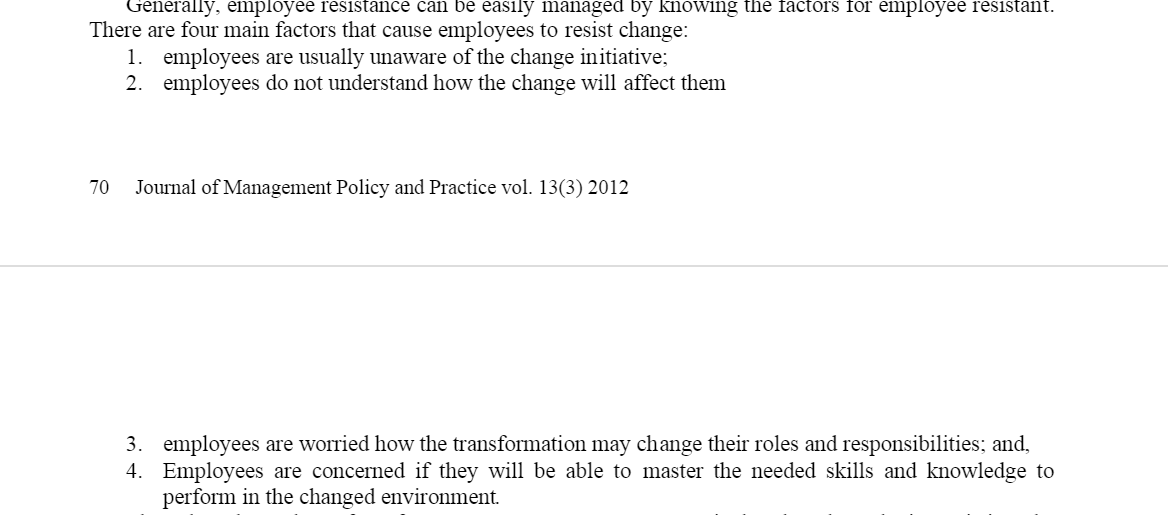 Generally, employee resistance can be easily managed by knowing the factors for employee resistant.
There are four main factors that cause employees to resist change:
1. employees are usually unaware of the change initiative;
2. employees do not understand how the change will affect them
70 Journal of Management Policy and Practice vol. 13(3) 2012
3. employees are worried how the transformation may change their roles and responsibilities; and,
4. Employees are concerned if they will be able to master the needed skills and knowledge to
perform in the changed environment.